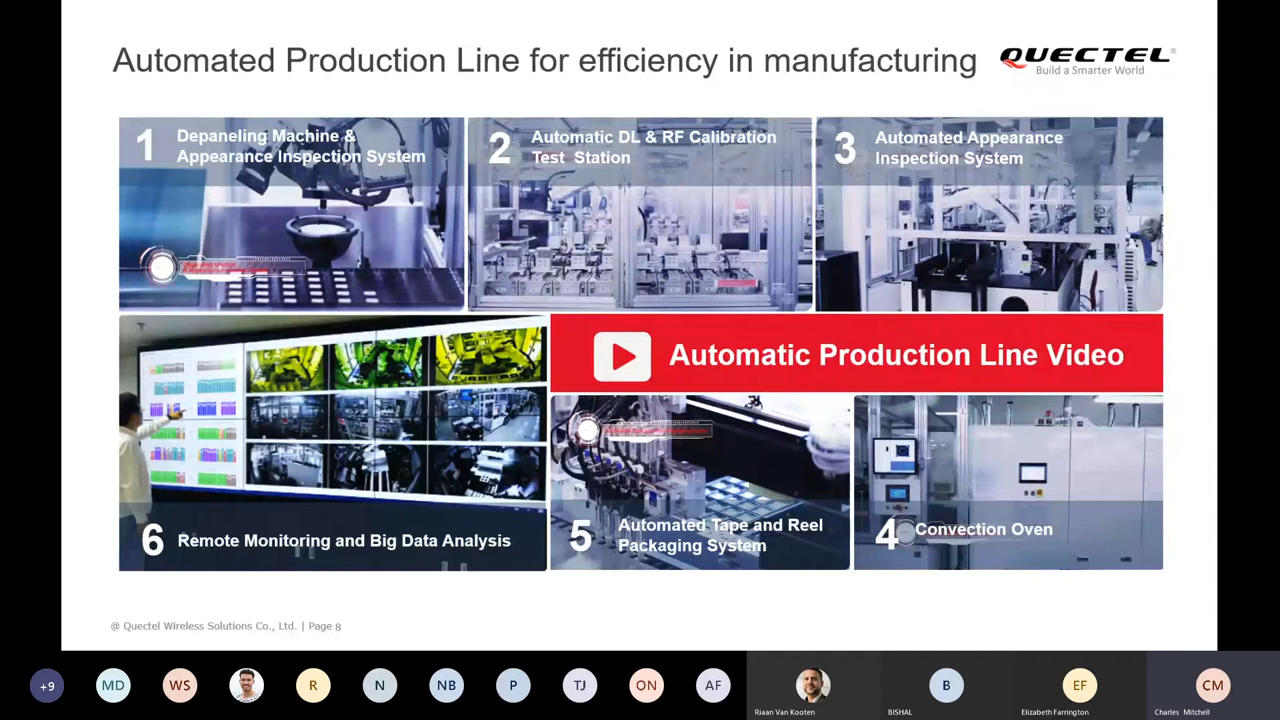 Automated Production Line for efficiency in manufacturing
QUECTEL®
Build a Smarter World
1
Depaneling Machine &
Appearance Inspection System
2
Automatic DL & RF Calibration
Test Station
3
Automated Appearance
Inspection System
Automatic Production Line Video
6
Remote Monitoring and Big Data Analysis
5
Automated Tape and Reel
Packaging System
4
Convection Oven
@ Quectel Wireless Solutions Co., Ltd. | Page 8
+9
MD
WS
R
N
NB
P
TJ
ON
AF
Riaan Van Kooten
B
BISHAL
EF
Elizabeth Farrington
CM
Charles Mitchell